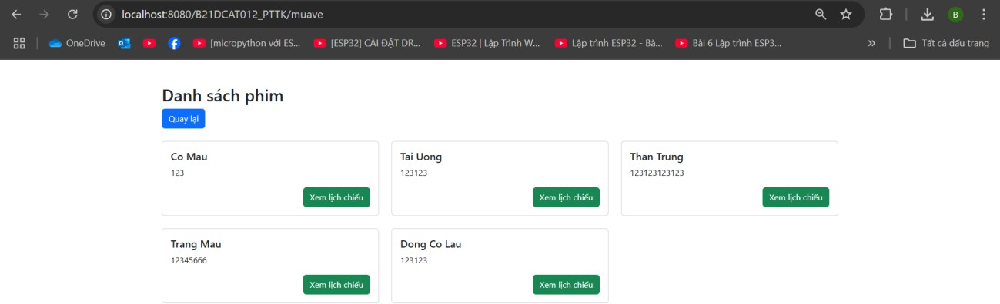 localhost:8080/B21DCAT012_PTTK/muave
B
OneDrive
[micropython với ES...
[ESP32] CÀI ĐẶT DR...
ESP32 | Lập Trình W...
Lập trình ESP32 - Bà...
Bài 6 Lập trình ESP3...
Tất cả dấu trang
Danh sách phim
Quay lại
Co Mau
123
Xem lịch chiếu
Tai Uong
123123
Xem lịch chiếu
Than Trung
123123123123
Xem lịch chiếu
Trang Mau
12345666
Xem lịch chiếu
Dong Co Lau
123123
Xem lịch chiếu